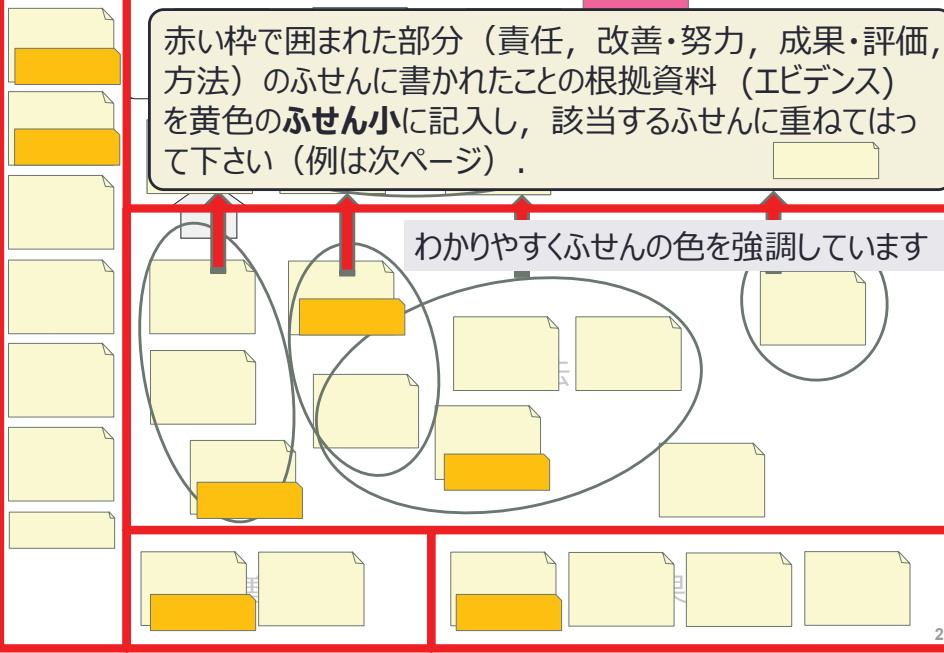 赤い枠で囲まれた部分（責任，改善・努力，成果・評価，
方法）のふせんに書かれたことの根拠資料 (エビデンス)
を黄色のふせん小に記入し，該当するふせんに重ねてはっ
て下さい（例は次ページ）.
わかりやすくふせんの色を強調しています
2